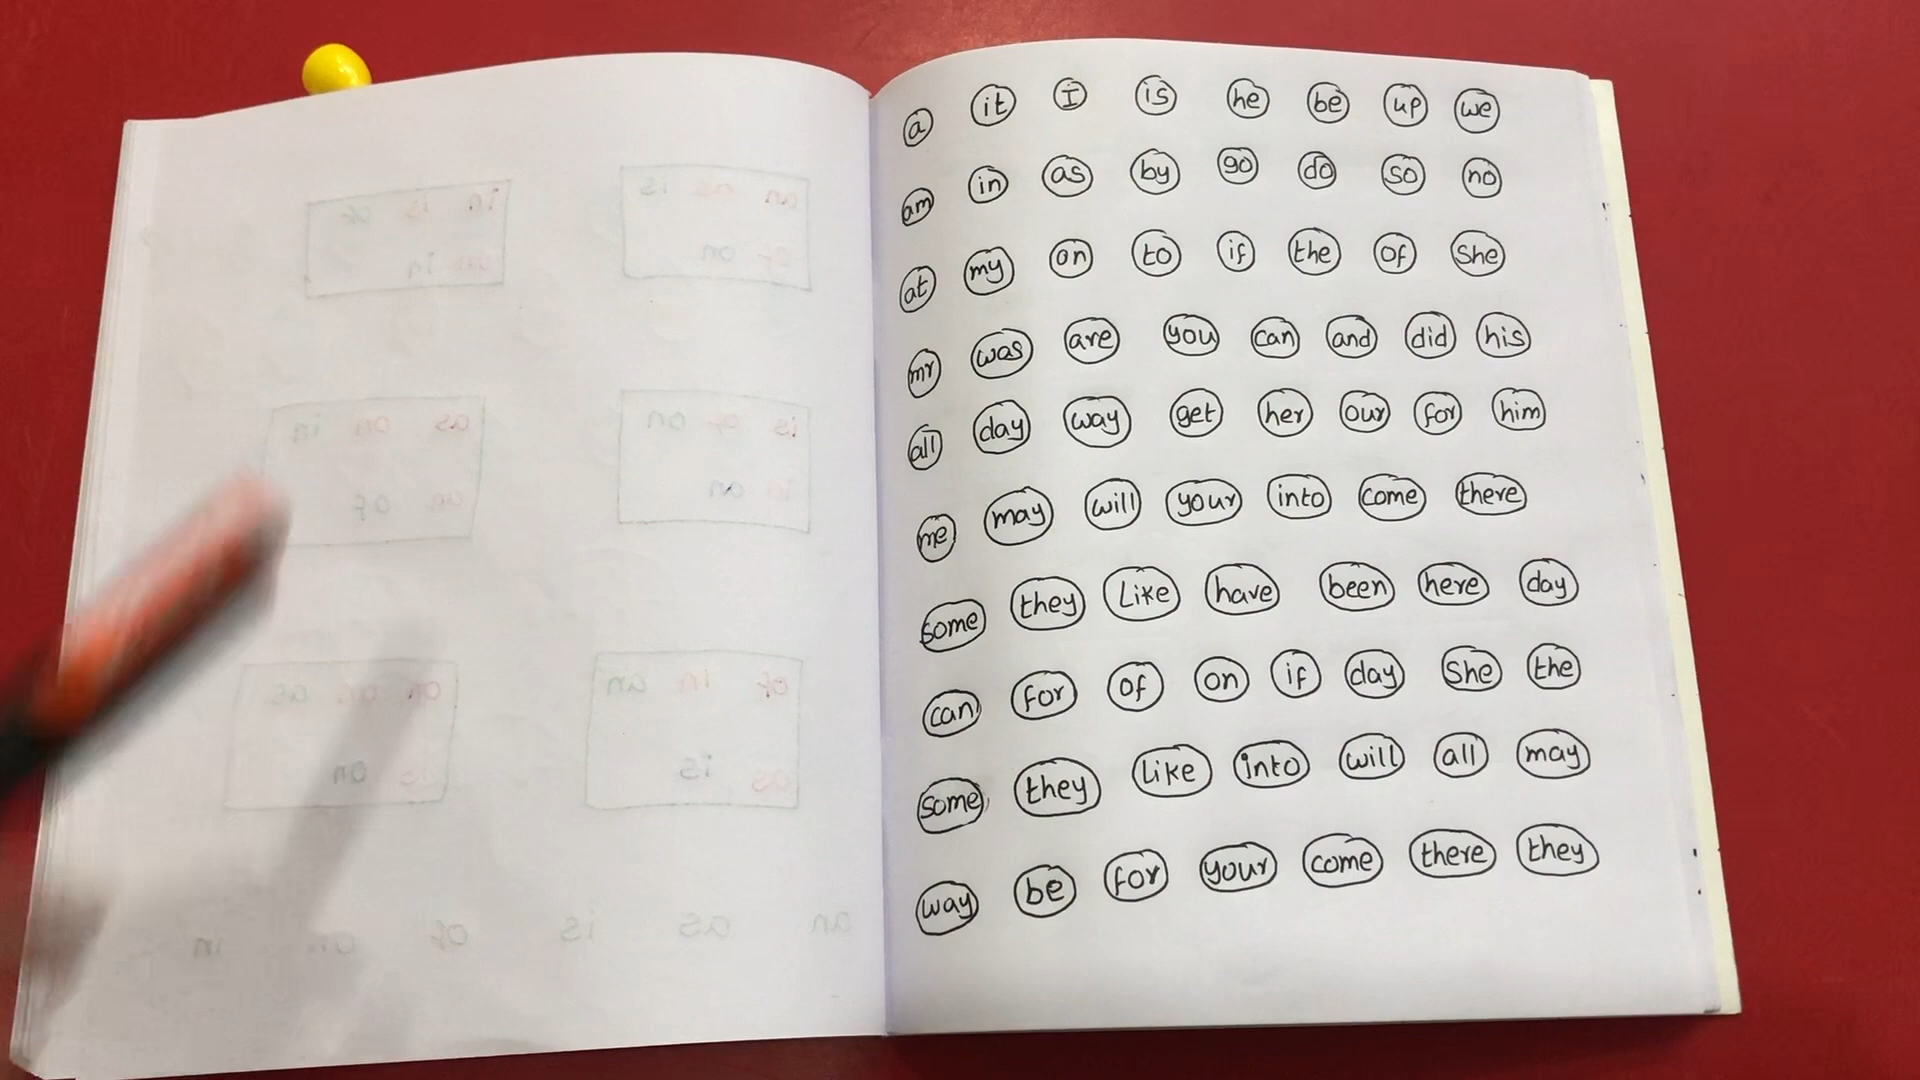 a it I is he be up we
am in as by go do so no
at my on to if the of She
mr was are you can and did his
all day way get her our for him
me may will your into come there
some they Like have been here day
can for of on if day She the
some they Like into will all may
way be for your come there they